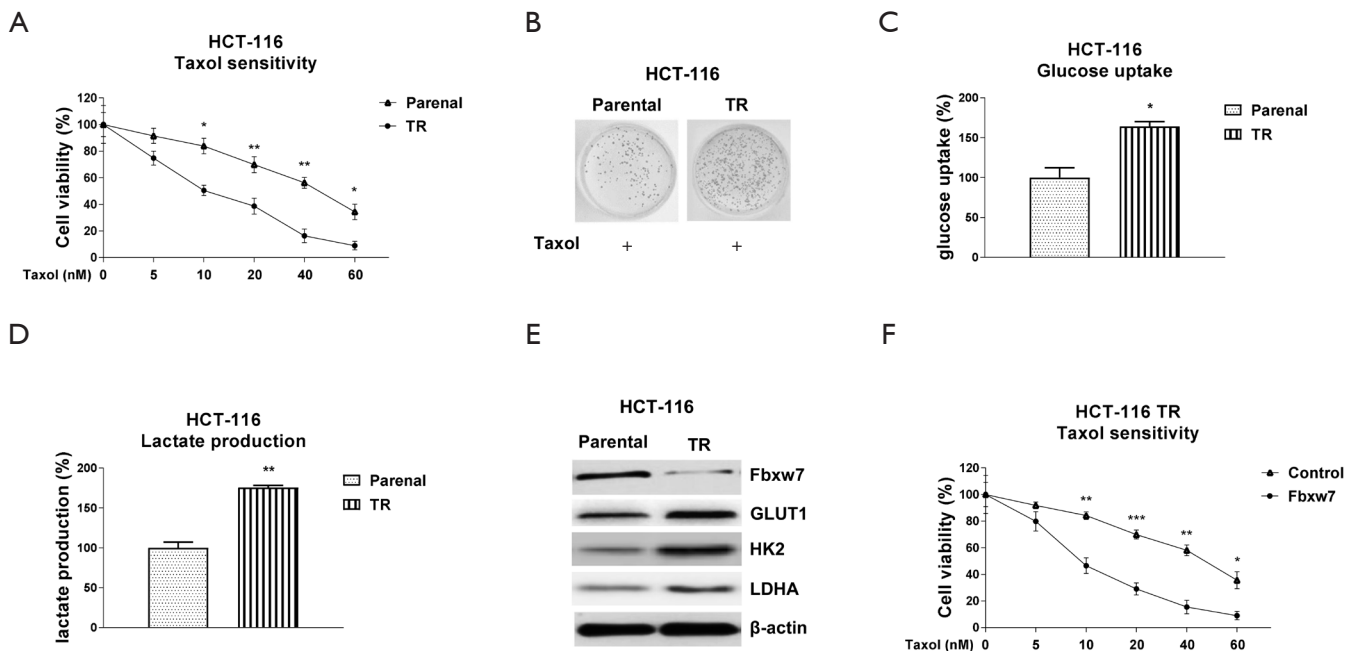 A
HCT-116
Taxol sensitivity
Cell viability (%)
120
100
80
60
40
20
0
Taxol (nM) 0 5 10 20 40 60
* ** ** *
Parenal
TR
B
HCT-116
Parental TR
Taxol + +
C
HCT-116
Glucose uptake
glucose uptake (%)
200
150
100
50
0
*
Parenal
TR
D
HCT-116
Lactate production
lactate production (%)
200
150
100
50
0
**
Parenal
TR
E
HCT-116
Parental TR
Fbxw7
GLUT1
HK2
LDHA
β-actin
F
HCT-116 TR
Taxol sensitivity
Cell viability (%)
120
100
80
60
40
20
0
Taxol (nM) 0 5 10 20 40 60
** *** ** *
Control
Fbxw7